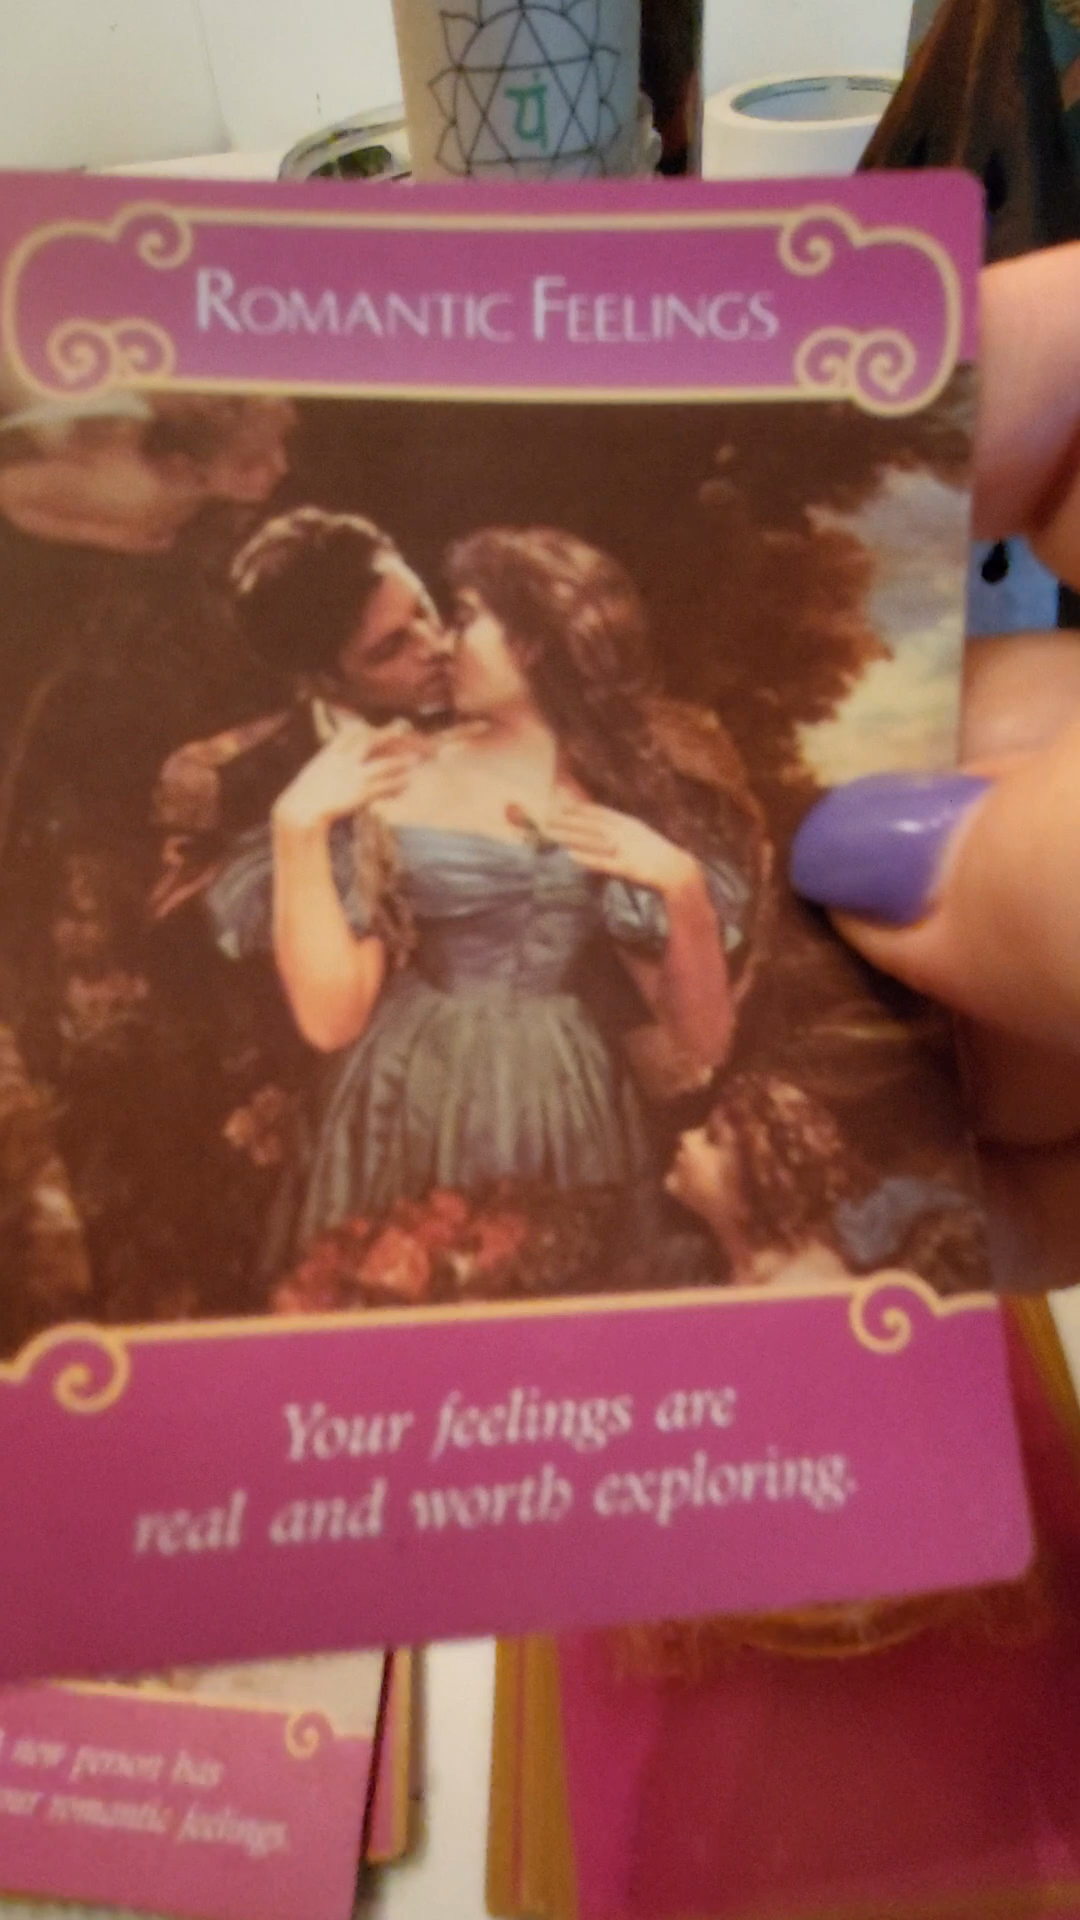 यं
ROMANTIC FEELINGS
Your feelings are
real and worth exploring.
new person has
romantic feelings.